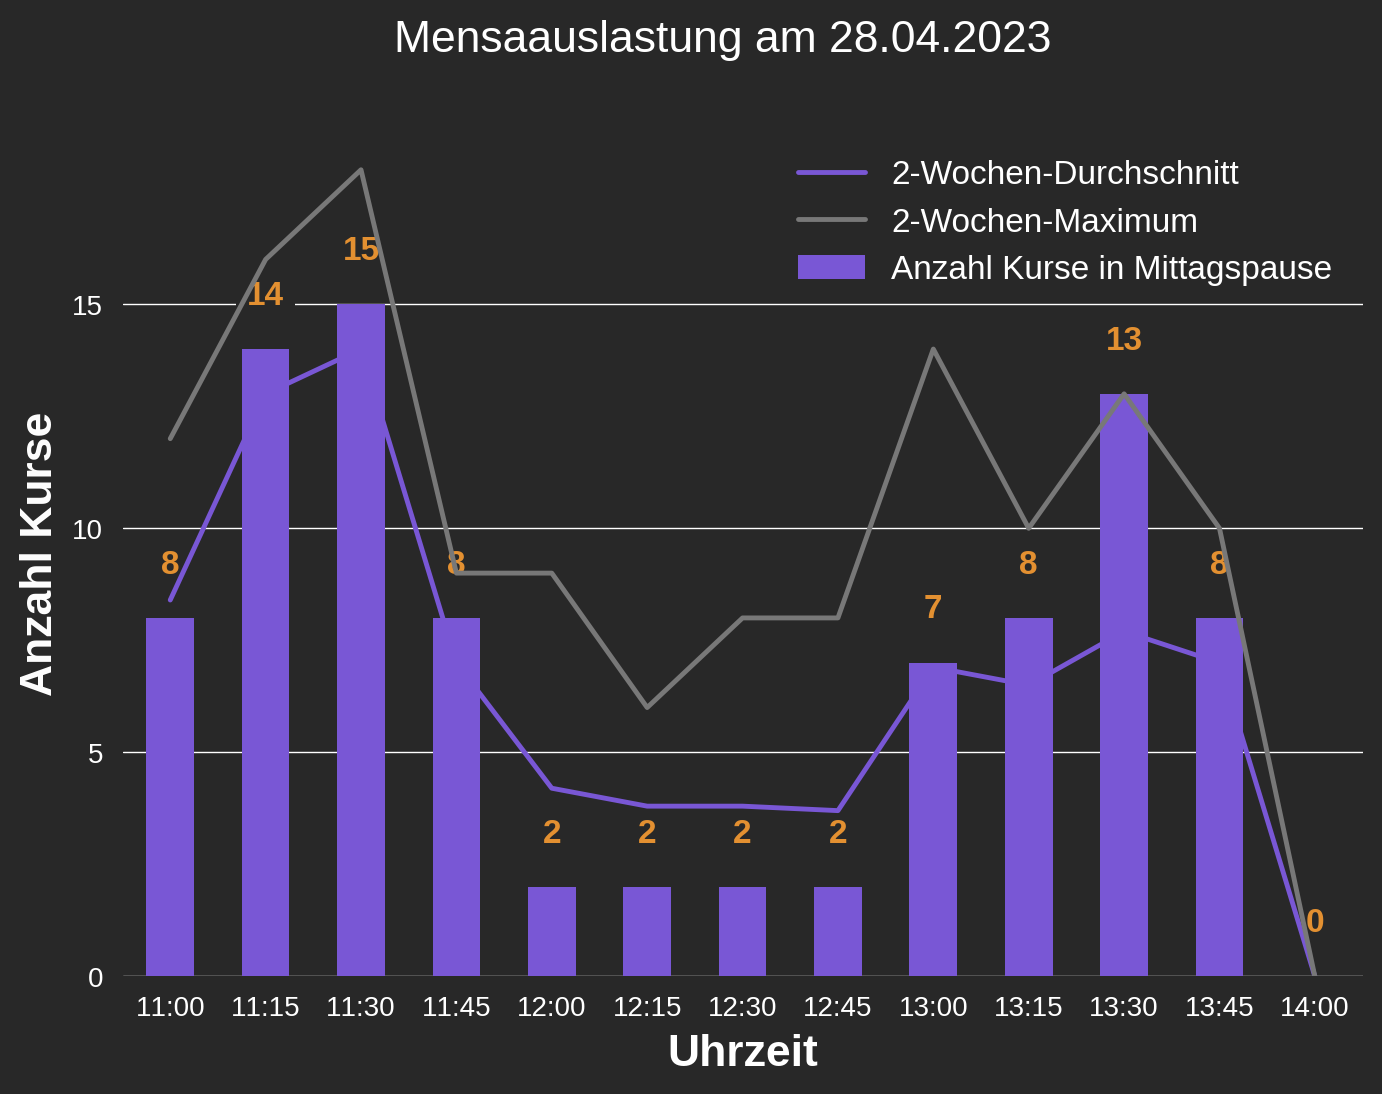 Mensaauslastung am 28.04.2023
2-Wochen-Durchschnitt
2-Wochen-Maximum
Anzahl Kurse in Mittagspause
Anzahl Kurse
15
10
5
0
8
14
15
8
2
2
2
2
7
8
13
8
0
11:00 11:15 11:30 11:45 12:00 12:15 12:30 12:45 13:00 13:15 13:30 13:45 14:00
Uhrzeit